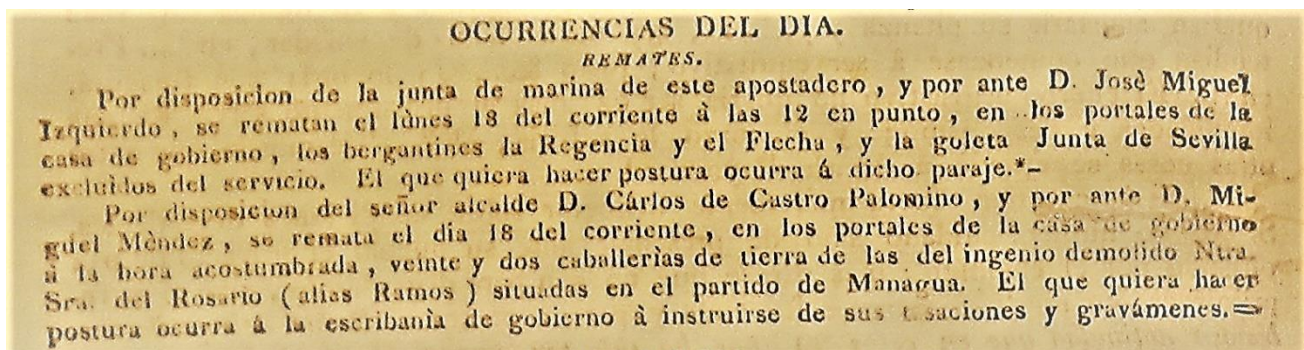 OCURRENCIAS DEL DIA.
REMATES.
Por disposicion de la junta de marina de este apostadero, y por ante D. Josè Miguel
Izquierdo, se rematan el lùnes 18 del corriente à las 12 en punto, en los portales de la
casa de gobierno, los bergantines la Regencia y el Flecha, y la goleta Junta de Sevilla
excluìdos del servicio. El que quiera hacer postura ocurra á dicho paraje.*-
Por disposicion del señor alcalde D. Cárlos de Castro Palomino, y por ante D. Mi-
guel Mèndez, se remata el dia 18 del corriente, en los portales de la casa de gobierno
à la hora acostumbrada, veinte y dos caballerìas de tierra de las del ingenio demolido Ntra.
Sra. del Rosario (alias Ramos) situadas en el partido de Managua. El que quiera hacer
postura ocurra á la escribanìa de gobierno à instruirse de sus tasaciones y gravámenes.=